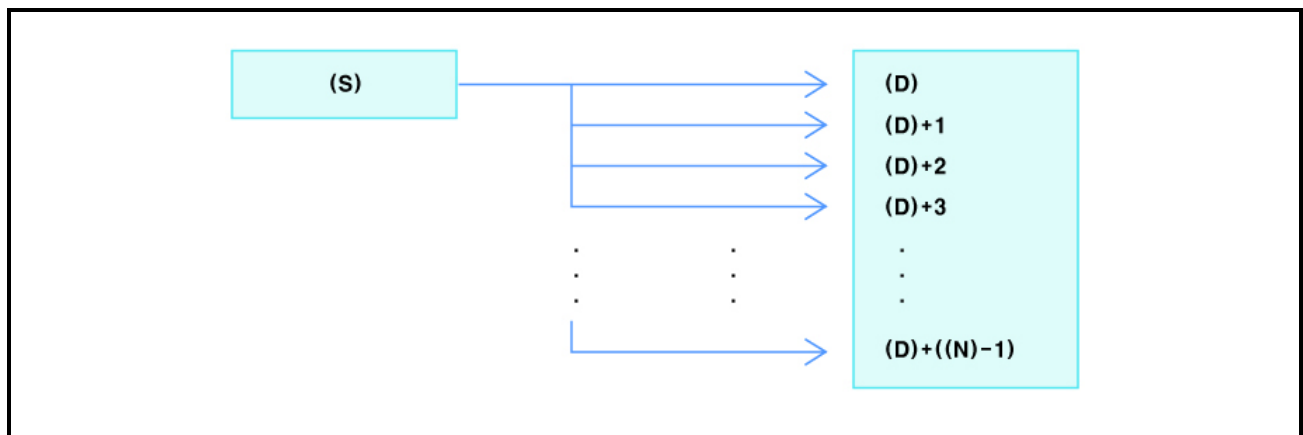 (S)
(D)
(D)+1
(D)+2
(D)+3
. . .
. . .
. . .
(D)+((N)-1)